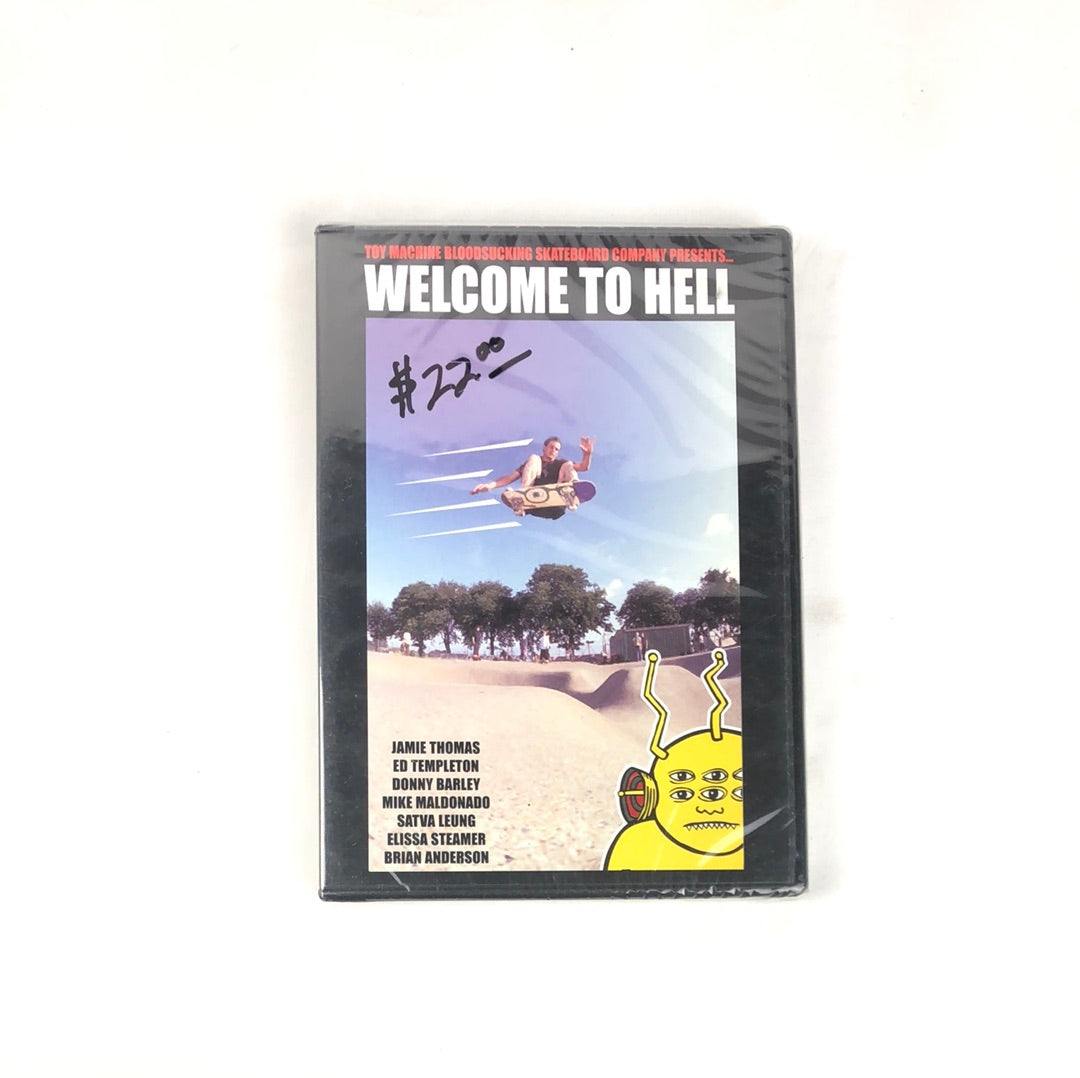 TOY MACHINE BLOODSUCKING SKATEBOARD COMPANY PRESENTS...
WELCOME TO HELL
$22.00
JAMIE THOMAS
ED TEMPLETON
DONNY BARLEY
MIKE MALDONADO
SATVA LEUNG
ELISSA STEAMER
BRIAN ANDERSON